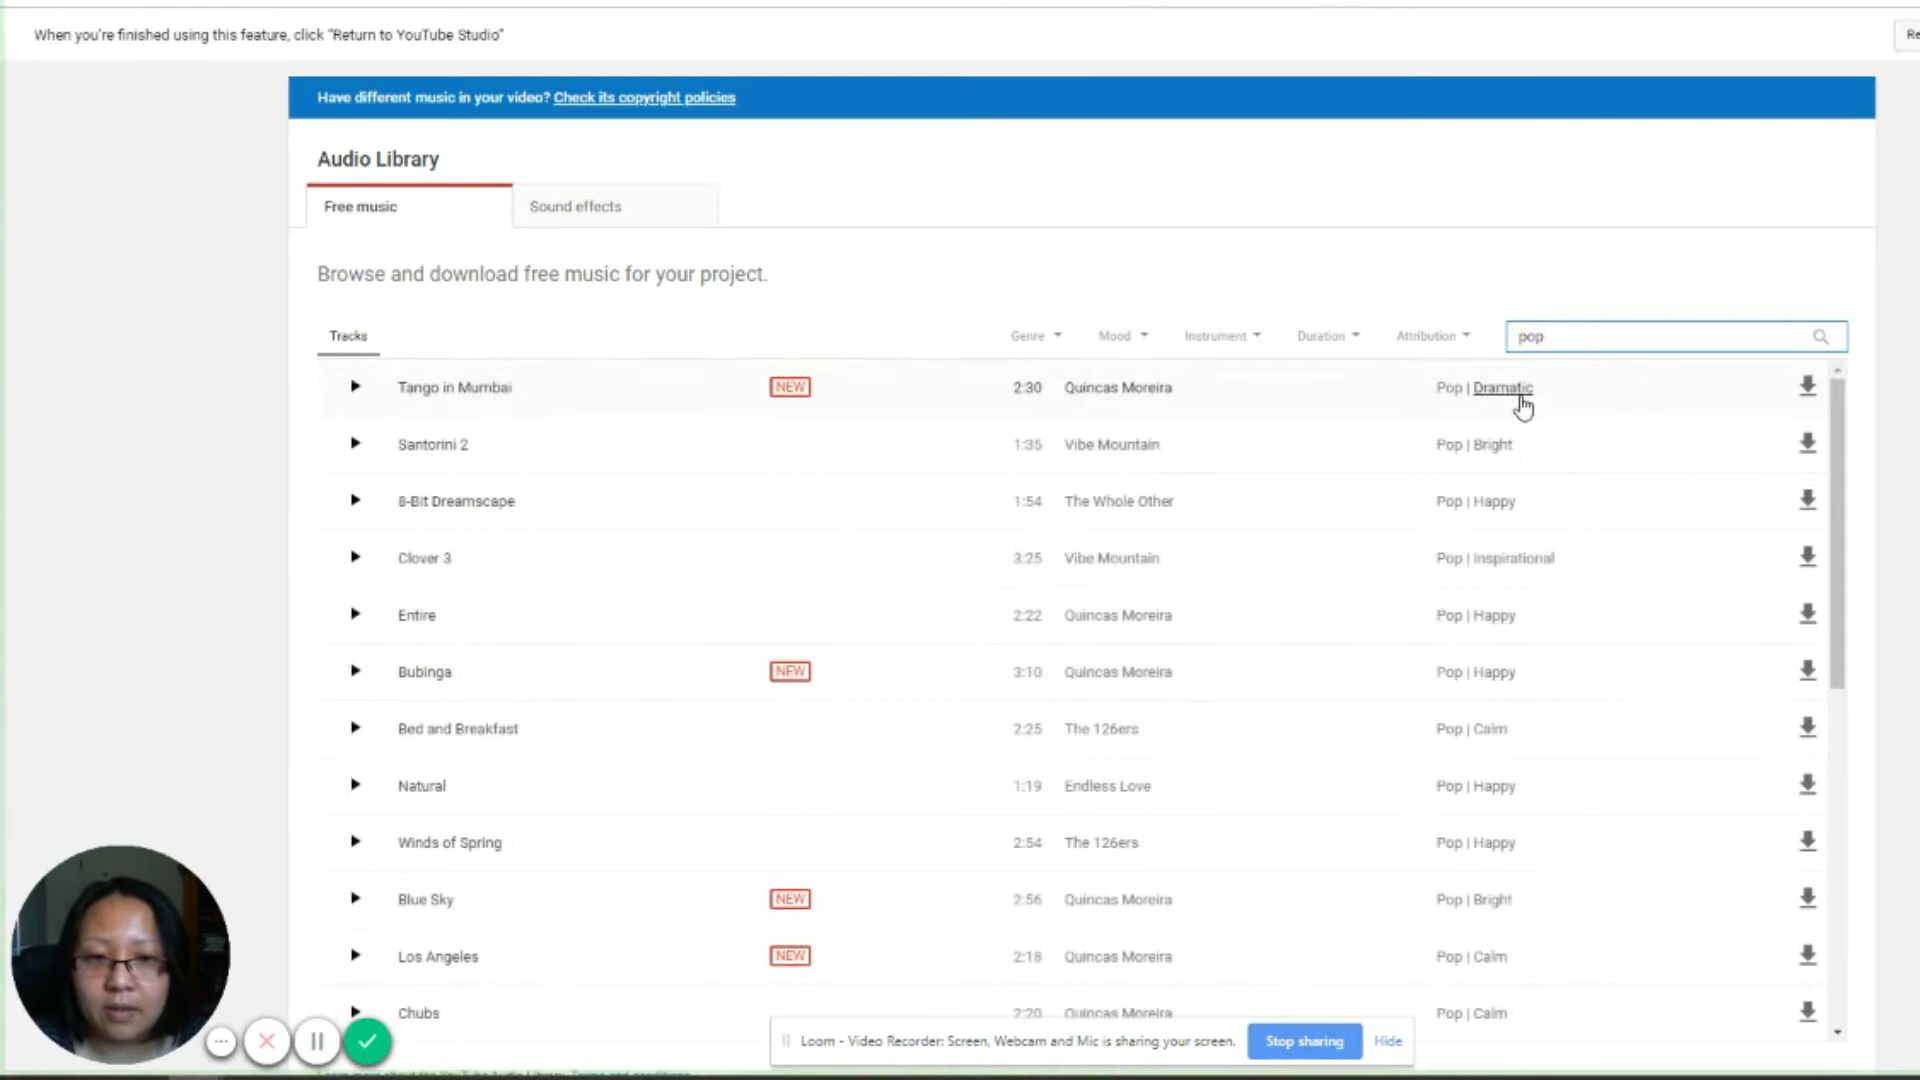 When you're finished using this feature, click "Return to YouTube Studio"
Re
Have different music in your video? Check its copyright policies
Audio Library
Free music
Sound effects
Browse and download free music for your project.
Tracks
Genre
Mood
Instrument
Duration
Attribution
pop
Tango in Mumbai NEW 2:30 Quincas Moreira Pop | Dramatic
Santorini 2 1:35 Vibe Mountain Pop | Bright
8-Bit Dreamscape 1:54 The Whole Other Pop | Happy
Clover 3 3:25 Vibe Mountain Pop | Inspirational
Entire 2:22 Quincas Moreira Pop | Happy
Bubinga NEW 3:10 Quincas Moreira Pop | Happy
Bed and Breakfast 2:25 The 126ers Pop | Calm
Natural 1:19 Endless Love Pop | Happy
Winds of Spring 2:54 The 126ers Pop | Happy
Blue Sky NEW 2:56 Quincas Moreira Pop | Bright
Los Angeles NEW 2:18 Quincas Moreira Pop | Calm
Chubs 2:20 Quincas Moreira Pop | Calm
Loom - Video Recorder: Screen, Webcam and Mic is sharing your screen. Stop sharing Hide